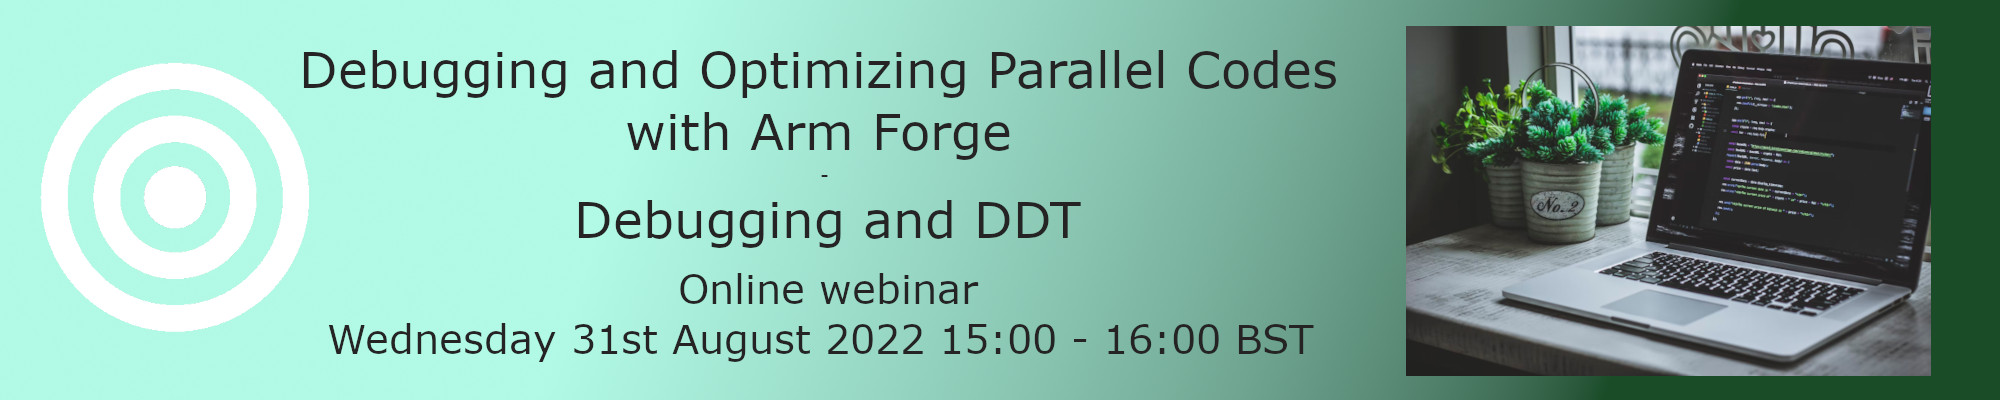 Debugging and Optimizing Parallel Codes
with Arm Forge
-
Debugging and DDT
Online webinar
Wednesday 31st August 2022 15:00 - 16:00 BST
No. 2